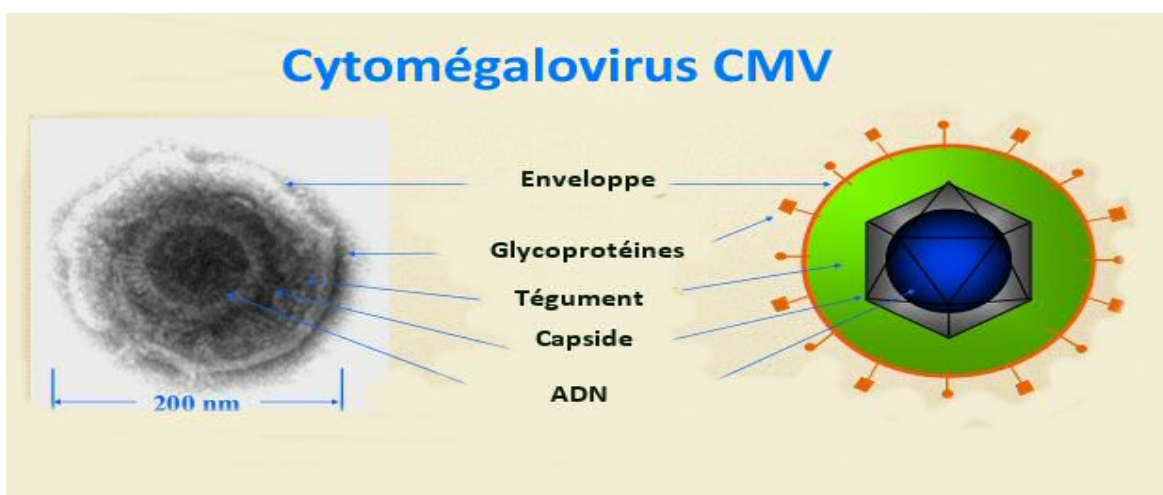 Cytomégalovirus CMV
Enveloppe
Glycoprotéines
Tégument
Capside
ADN
200 nm